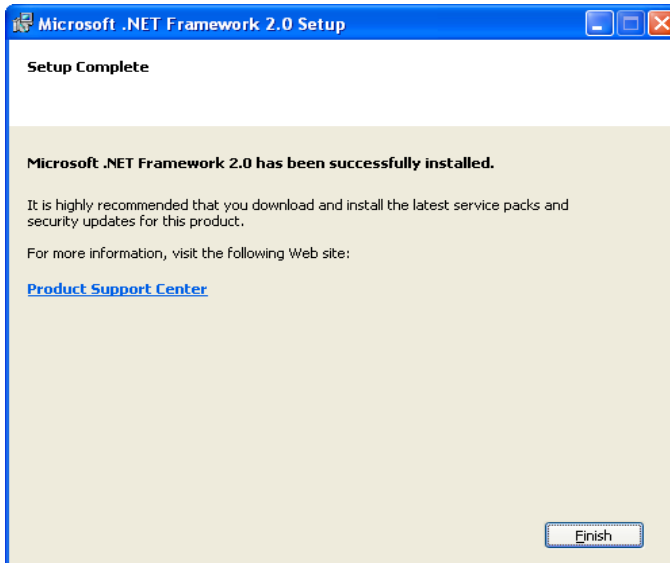 Microsoft .NET Framework 2.0 Setup
Setup Complete
Microsoft .NET Framework 2.0 has been successfully installed.
It is highly recommended that you download and install the latest service packs and
security updates for this product.
For more information, visit the following Web site:
Product Support Center
Finish